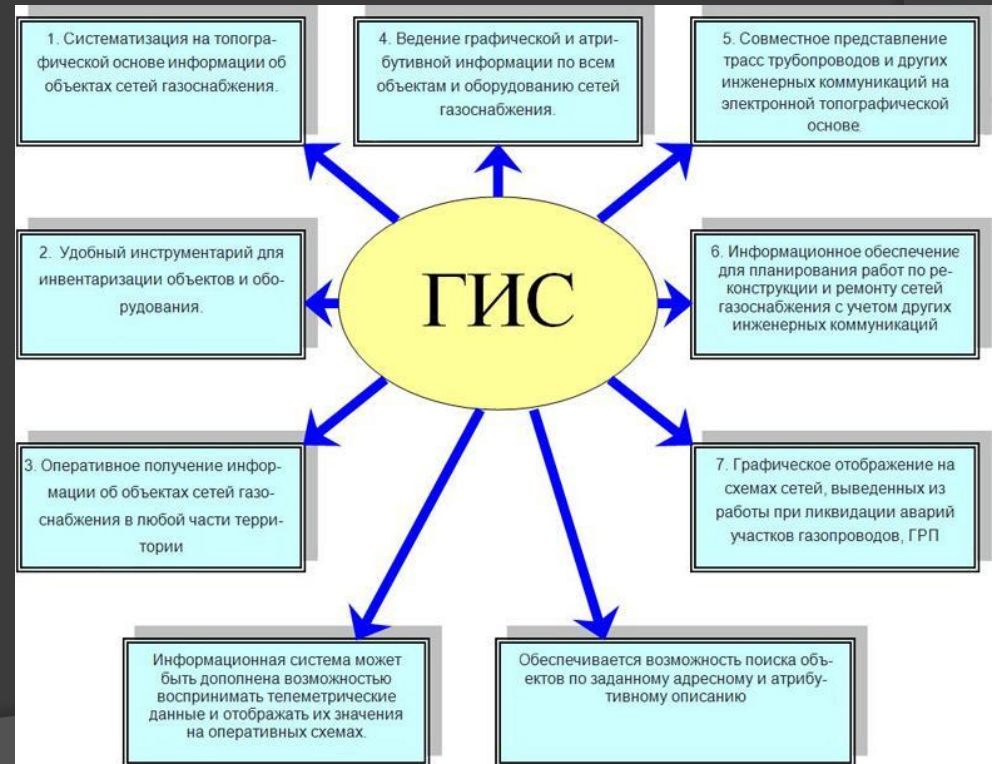 1. Систематизация на топогра-
фической основе информации об
объектах сетей газоснабжения.
4. Ведение графической и атри-
бутивной информации по всем
объектам и оборудованию сетей
газоснабжения.
5. Совместное представление
трасс трубопроводов и других
инженерных коммуникаций на
электронной топографической
основе
ГИС
2. Удобный инструментарий для
инвентаризации объектов и обо-
рудования.
6. Информационное обеспечение
для планирования работ по ре-
конструкции и ремонту сетей
газоснабжения с учетом других
инженерных коммуникаций
3. Оперативное получение инфор-
мации об объектах сетей газо-
снабжения в любой части терри-
тории
7. Графическое отображение на
схемах сетей, выведенных из
работы при ликвидации аварий
участков газопроводов, ГРП
Информационная система может
быть дополнена возможностью
воспринимать телеметрические
данные и отображать их значения
на оперативных схемах.
Обеспечивается возможность поиска объ-
ектов по заданному адресному и атрибу-
тивному описанию